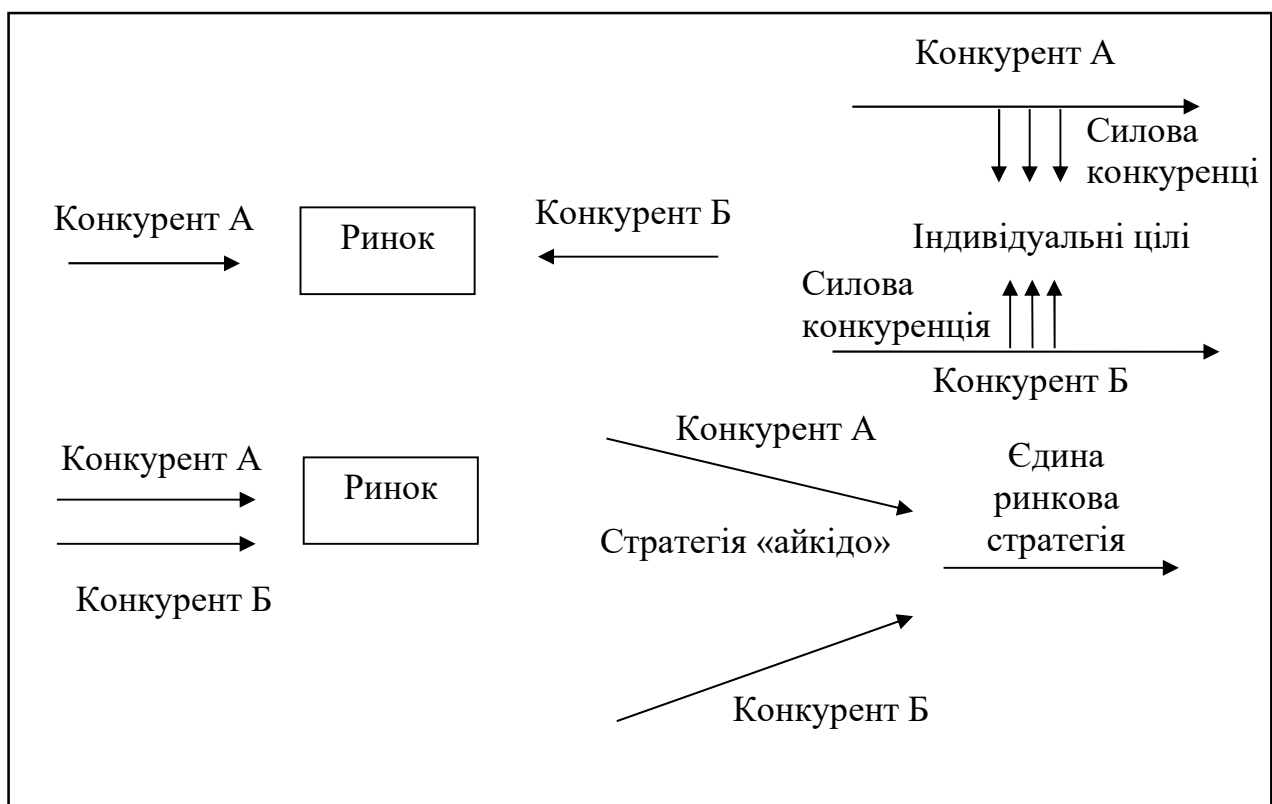 Конкурент А
Силова
конкуренці
Конкурент А
Ринок
Конкурент Б
Індивідуальні цілі
Силова
конкуренція
Конкурент Б
Конкурент А
Ринок
Конкурент Б
Конкурент А
Стратегія «айкідо»
Єдина
ринкова
стратегія
Конкурент Б